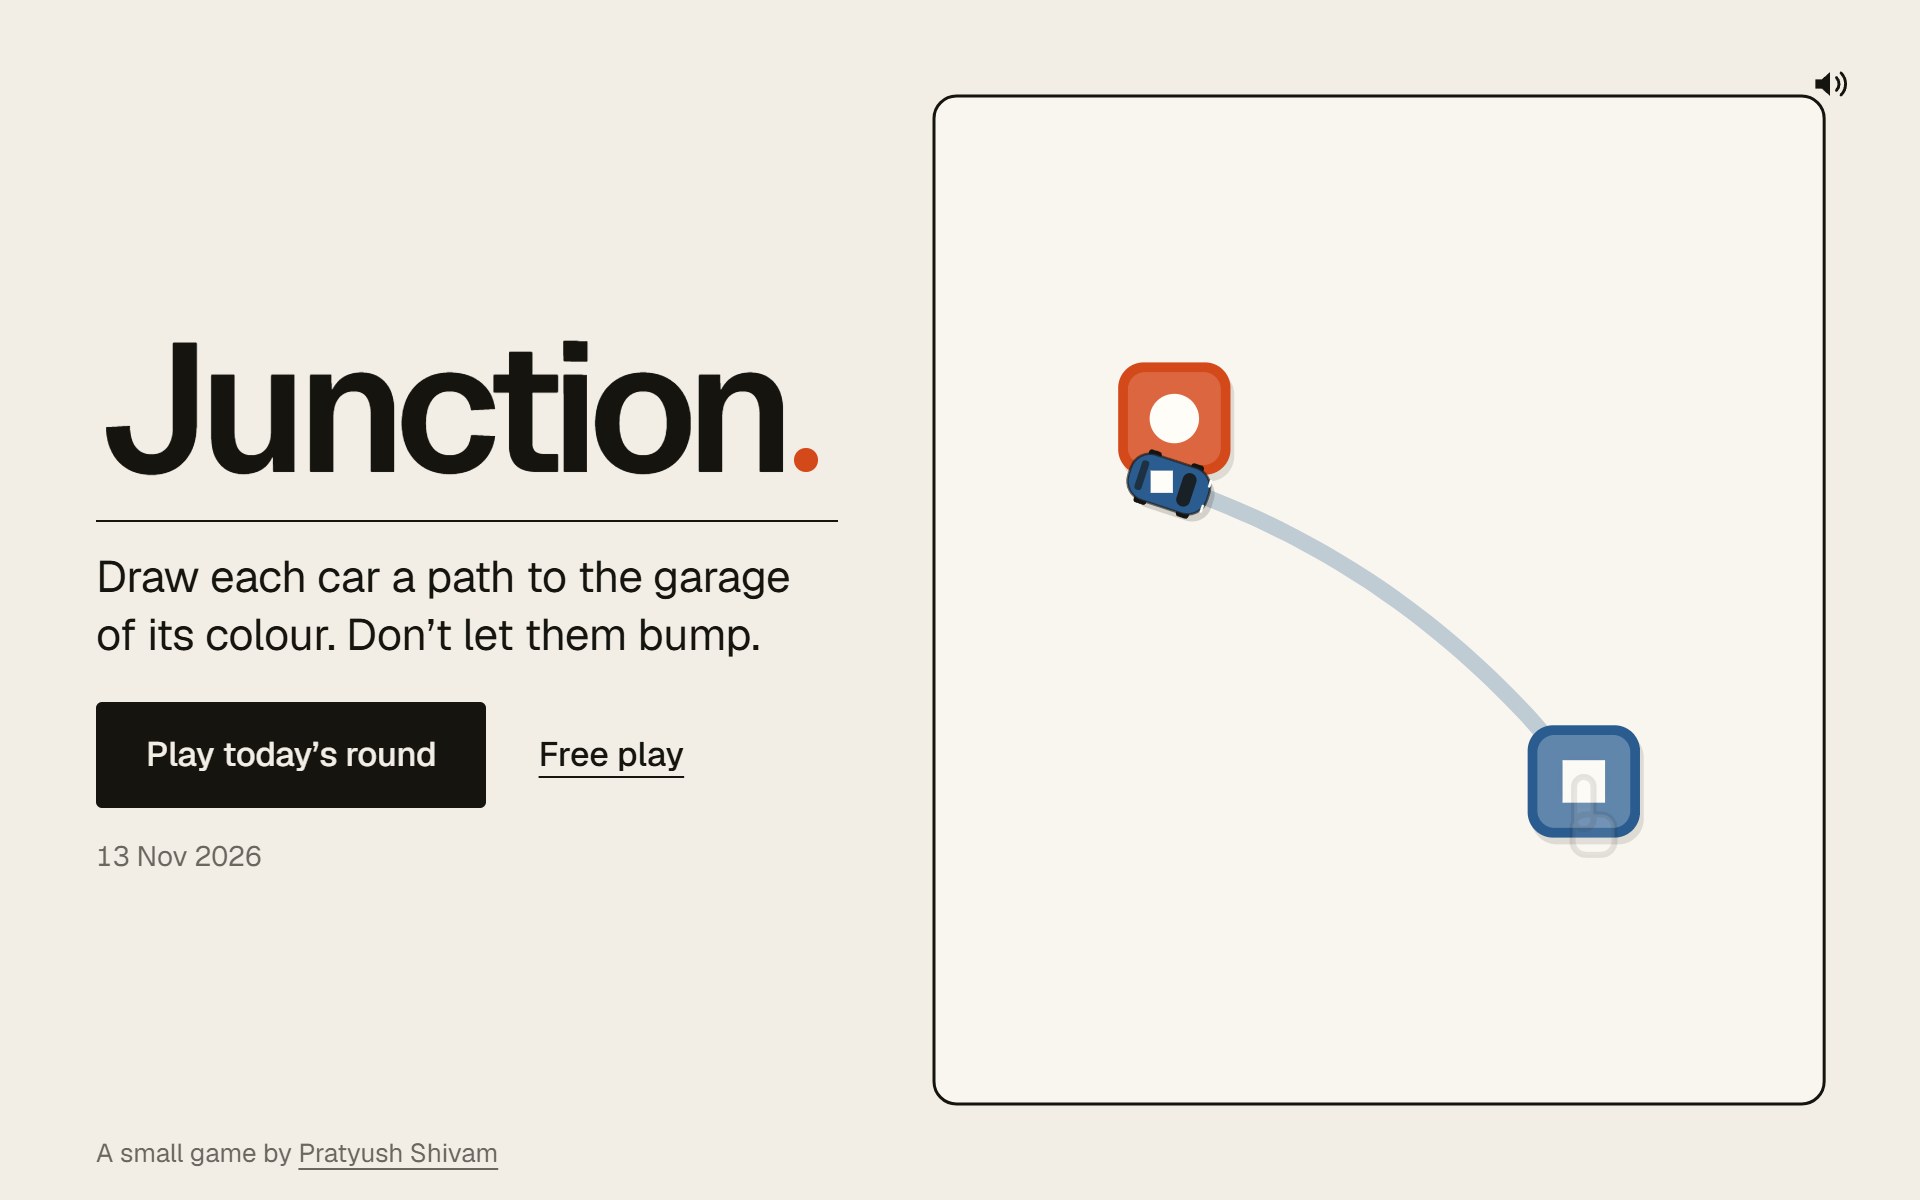 Junction.
Draw each car a path to the garage
of its colour. Don’t let them bump.
Play today’s round
Free play
13 Nov 2026
A small game by Pratyush Shivam